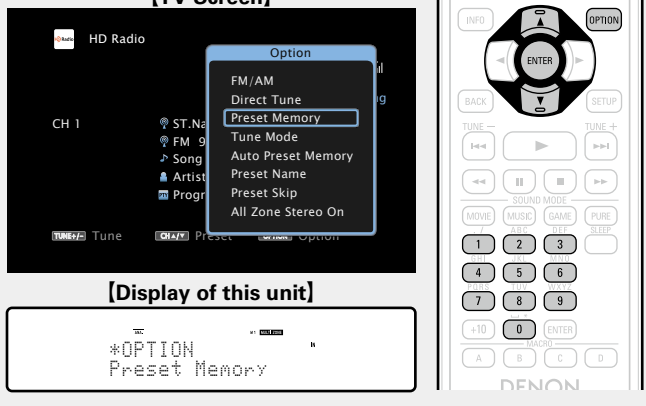 【TV Screen】
HD Radio
Option
FM/AM
Direct Tune
Preset Memory
Tune Mode
Auto Preset Memory
Preset Name
Preset Skip
All Zone Stereo On
CH 1
ST.Na
FM 9
Song
Artist
Progr
ng
TUNE+/- Tune CH Preset OPTION Option
【Display of this unit】
*OPTION
Preset Memory
INFO OPTION
ENTER
BACK SETUP
TUNE − TUNE +
SOUND MODE
MOVIE MUSIC GAME PURE
/ ABC DEF SLEEP
1 2 3
GHI JKL MNO
4 5 6
PQRS TUV WXYZ
7 8 9
+10 0 ENTER
MACRO
A B C D
DENON